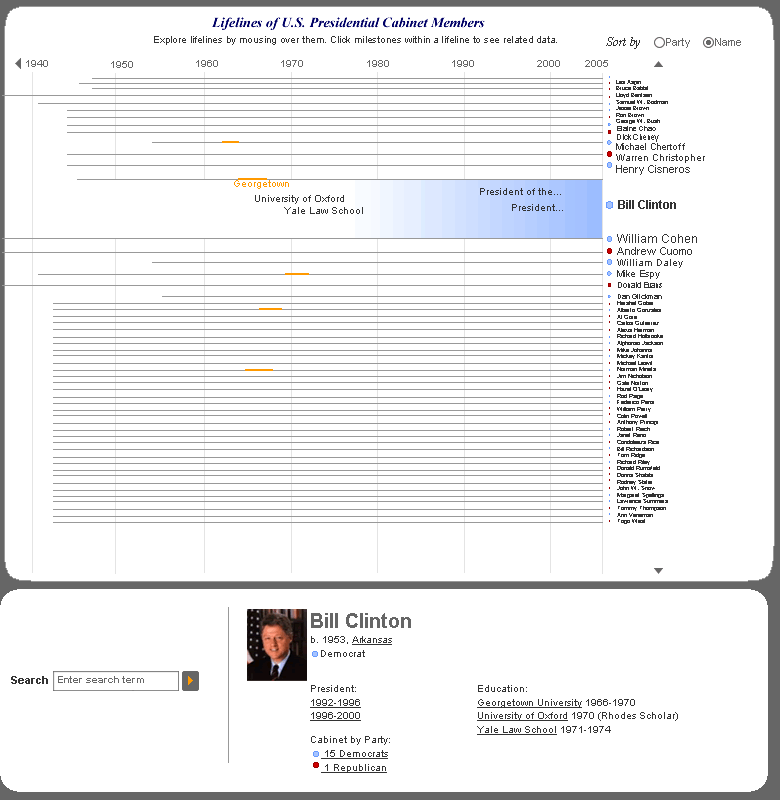 Lifelines of U.S. Presidential Cabinet Members
Explore lifelines by mousing over them. Click milestones within a lifeline to see related data.
Sort by Party Name
1940 1950 1960 1970 1980 1990 2000 2005
Les Aspin
Bruce Babbitt
Lloyd Bentsen
Samuel W. Bodman
Jesse Brown
Ron Brown
George W. Bush
Elaine Chao
Dick Cheney
Michael Chertoff
Warren Christopher
Henry Cisneros
Georgetown
University of Oxford
Yale Law School
President of the...
President...
Bill Clinton
William Cohen
Andrew Cuomo
William Daley
Mike Espy
Donald Evans
Dan Glickman
Hershel Gober
Alberto Gonzales
Al Gore
Carlos Gutierrez
Alexis Herman
Richard Holbrooke
Alphonso Jackson
Mike Johanns
Mickey Kantor
Michael Leavitt
Norman Mineta
Jim Nicholson
Gale Norton
Hazel O'Leary
Rod Paige
Federico Pena
William Perry
Colin Powell
Anthony Principi
Robert Reich
Janet Reno
Condoleeza Rice
Bill Richardson
Tom Ridge
Richard Riley
Donald Rumsfeld
Donna Shalala
Rodney Slater
John W. Snow
Margaret Spellings
Lawrence Summers
Tommy Thompson
Ann Veneman
Togo West
Search Enter search term
Bill Clinton
b. 1953, Arkansas
Democrat
President:
1992-1996
1996-2000
Cabinet by Party:
15 Democrats
1 Republican
Education:
Georgetown University 1966-1970
University of Oxford 1970 (Rhodes Scholar)
Yale Law School 1971-1974